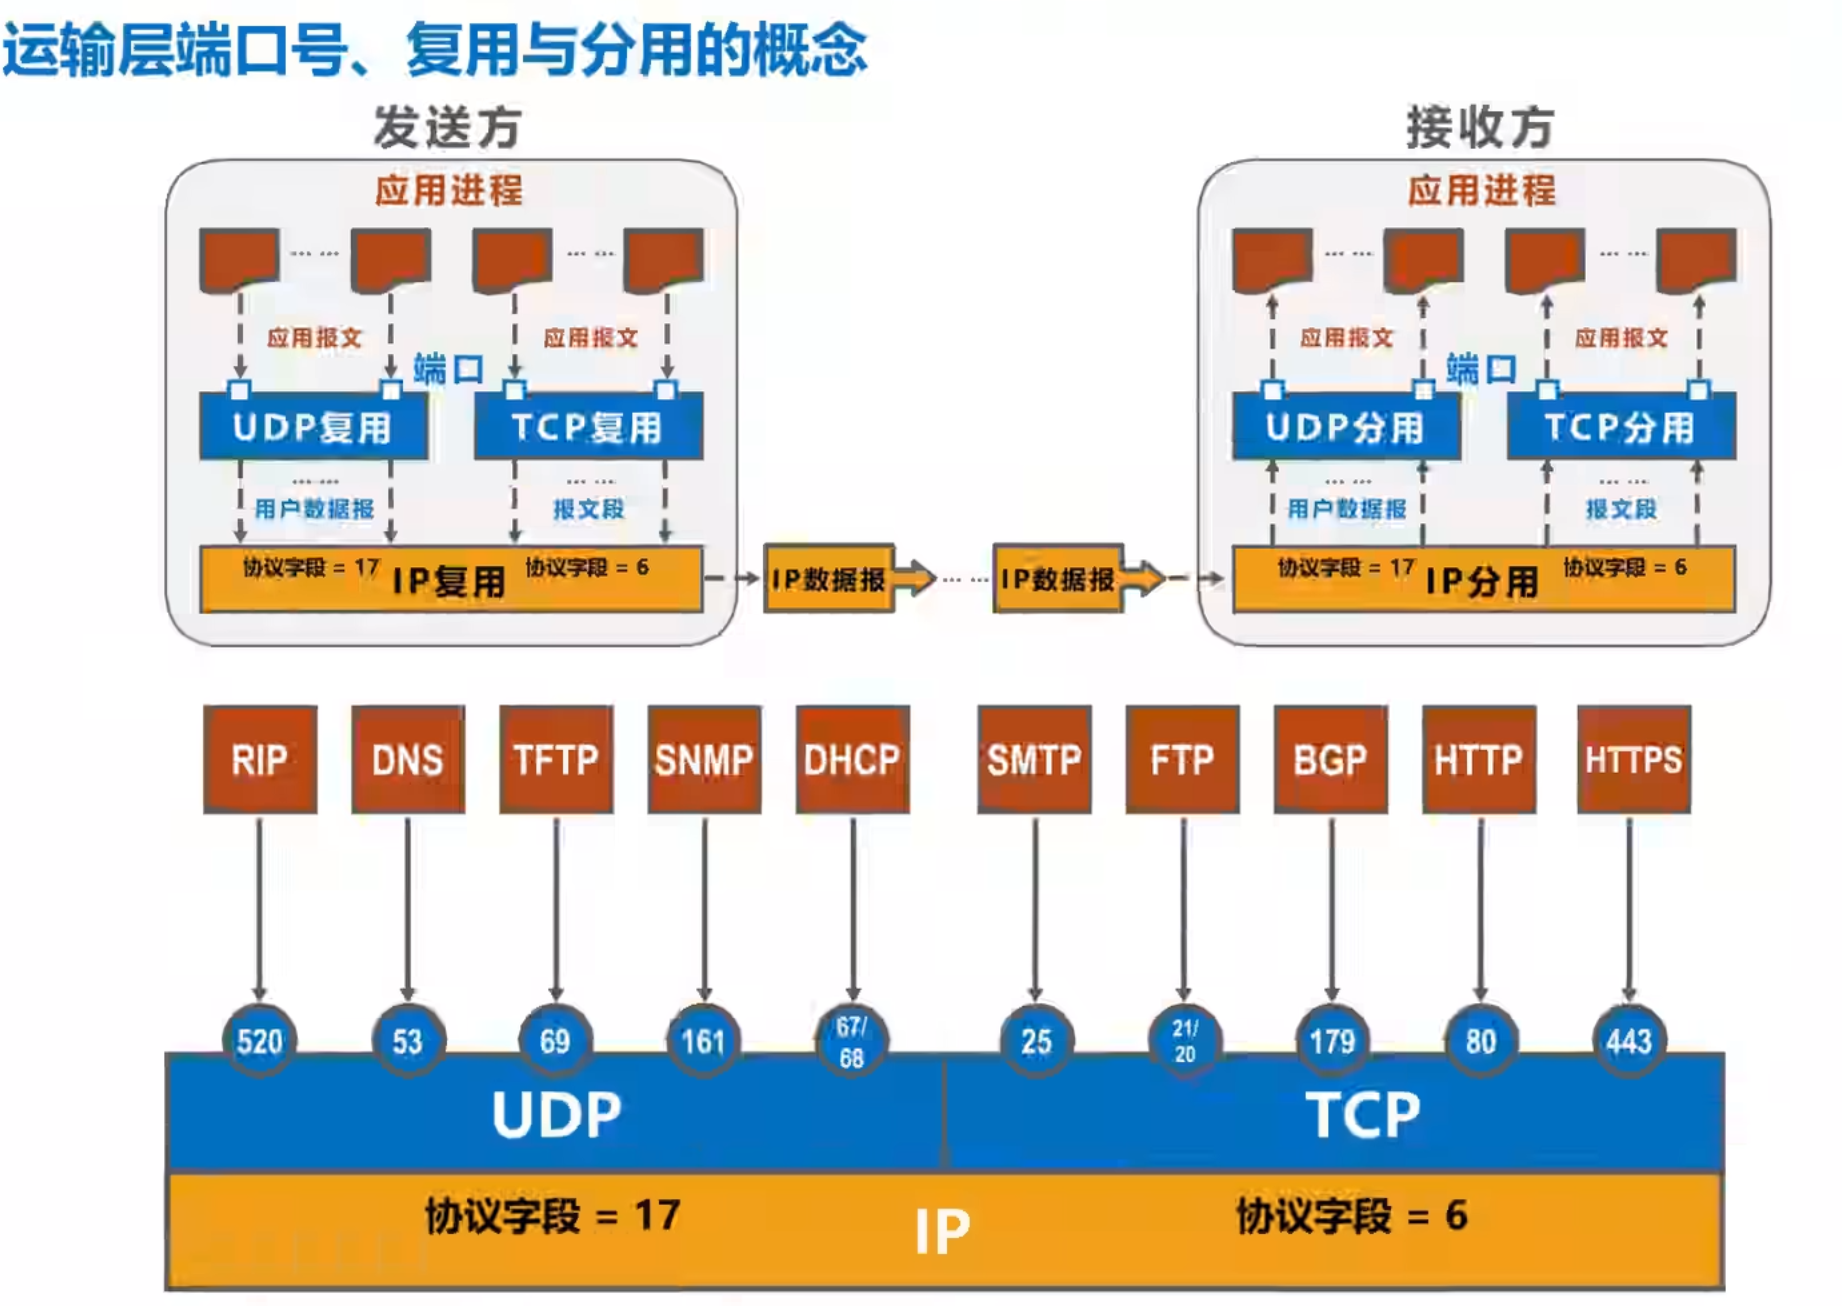 运输层端口号、复用与分用的概念
发送方
应用进程
... ...
... ...
应用报文
应用报文
端口
UDP复用
TCP复用
... ...
... ...
用户数据报
报文段
协议字段 = 17
IP复用
协议字段 = 6
IP数据报
... ...
IP数据报
接收方
应用进程
... ...
... ...
应用报文
应用报文
端口
UDP分用
TCP分用
... ...
... ...
用户数据报
报文段
协议字段 = 17
IP分用
协议字段 = 6
RIP
DNS
TFTP
SNMP
DHCP
SMTP
FTP
BGP
HTTP
HTTPS
520
53
69
161
67/
68
25
21/
20
179
80
443
UDP
TCP
协议字段 = 17
IP
协议字段 = 6